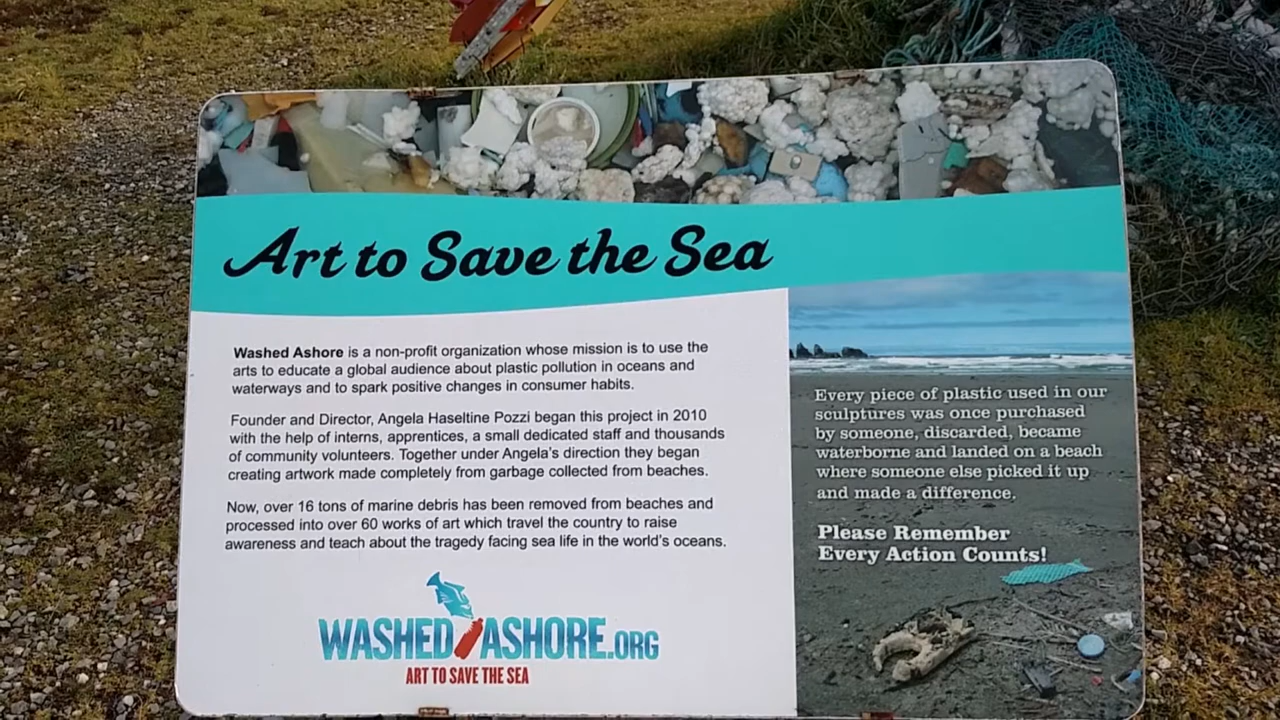 Art to Save the Sea
Washed Ashore is a non-profit organization whose mission is to use the
arts to educate a global audience about plastic pollution in oceans and
waterways and to spark positive changes in consumer habits.
Founder and Director, Angela Haseltine Pozzi began this project in 2010
with the help of interns, apprentices, a small dedicated staff and thousands
of community volunteers. Together under Angela's direction they began
creating artwork made completely from garbage collected from beaches.
Now, over 16 tons of marine debris has been removed from beaches and
processed into over 60 works of art which travel the country to raise
awareness and teach about the tragedy facing sea life in the world's oceans.
WASHED ASHORE.ORG
ART TO SAVE THE SEA
Every piece of plastic used in our
sculptures was once purchased
by someone, discarded, became
waterborne and landed on a beach
where someone else picked it up
and made a difference.
Please Remember
Every Action Counts!